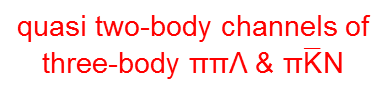 quasi two-body channels of
three-body ππΛ & πK̅N